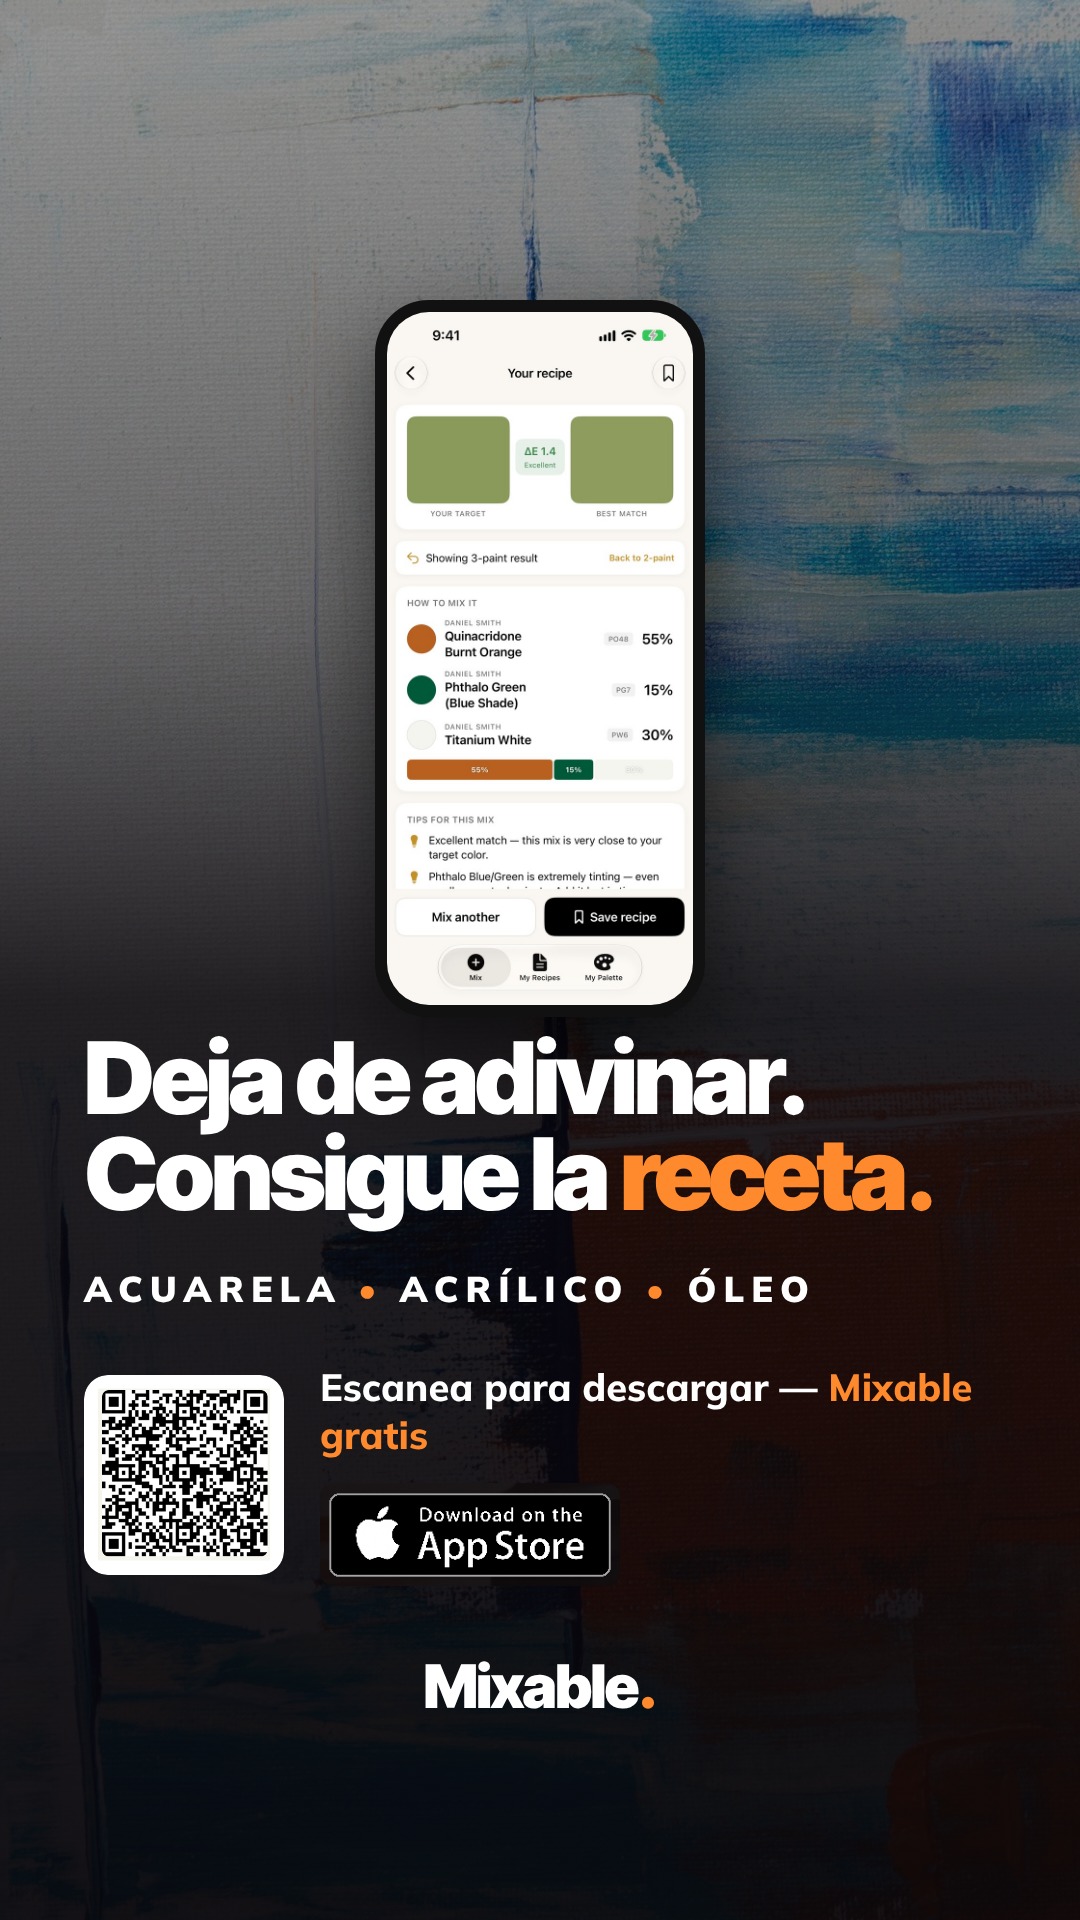 9:41
Your recipe
ΔE 1.4
Excellent
YOUR TARGET
BEST MATCH
Showing 3-paint result
Back to 2-paint
HOW TO MIX IT
DANIEL SMITH
Quinacridone
Burnt Orange
PO48
55%
DANIEL SMITH
Phthalo Green
(Blue Shade)
PG7
15%
DANIEL SMITH
Titanium White
PW6
30%
55%
15%
TIPS FOR THIS MIX
Excellent match — this mix is very close to your
target color.
Phthalo Blue/Green is extremely tinting — even
Mix another
Save recipe
Mix
My Recipes
My Palette
Deja de adivinar.
Consigue la receta.
ACUARELA • ACRÍLICO • ÓLEO
Escanea para descargar — Mixable
gratis
Download on the
App Store
Mixable.